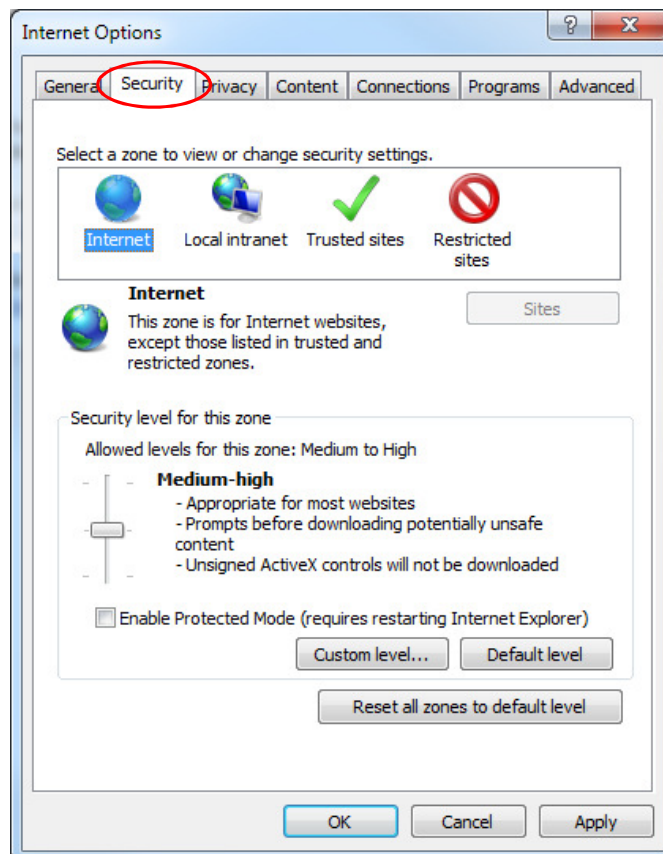 Internet Options
General Security Privacy Content Connections Programs Advanced
Select a zone to view or change security settings.
Internet Local intranet Trusted sites Restricted
sites
Internet
Sites
This zone is for Internet websites,
except those listed in trusted and
restricted zones.
Security level for this zone
Allowed levels for this zone: Medium to High
Medium-high
- Appropriate for most websites
- Prompts before downloading potentially unsafe
content
- Unsigned ActiveX controls will not be downloaded
Enable Protected Mode (requires restarting Internet Explorer)
Custom level... Default level
Reset all zones to default level
OK Cancel Apply